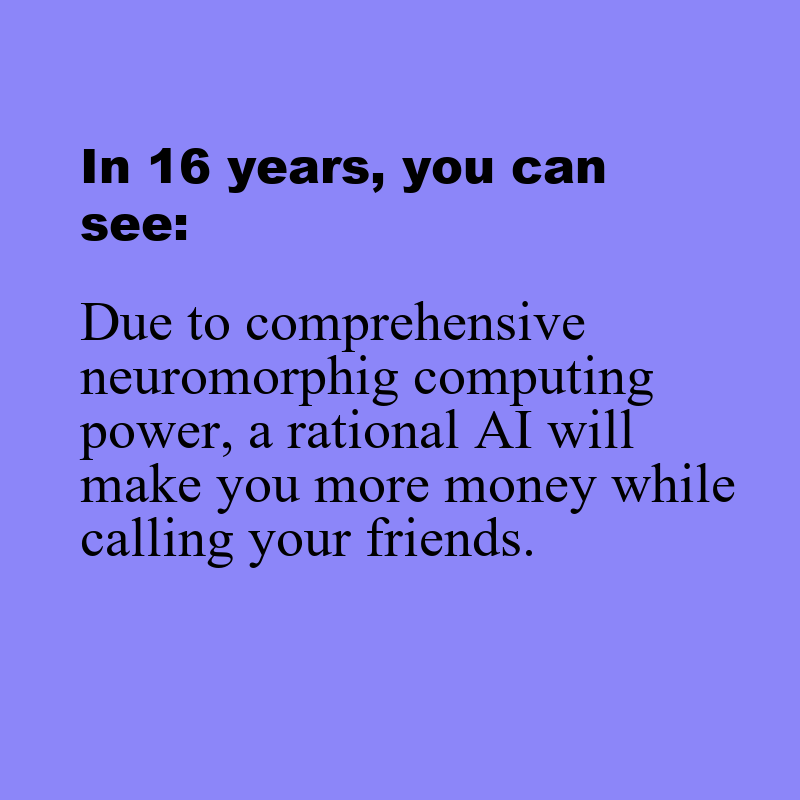 In 16 years, you can
see:
Due to comprehensive
neuromorphig computing
power, a rational AI will
make you more money while
calling your friends.